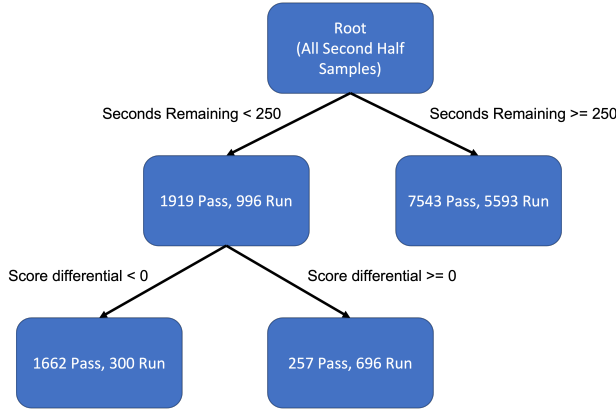 Root
(All Second Half
Samples)
Seconds Remaining < 250
Seconds Remaining >= 250
1919 Pass, 996 Run
7543 Pass, 5593 Run
Score differential < 0
Score differential >= 0
1662 Pass, 300 Run
257 Pass, 696 Run